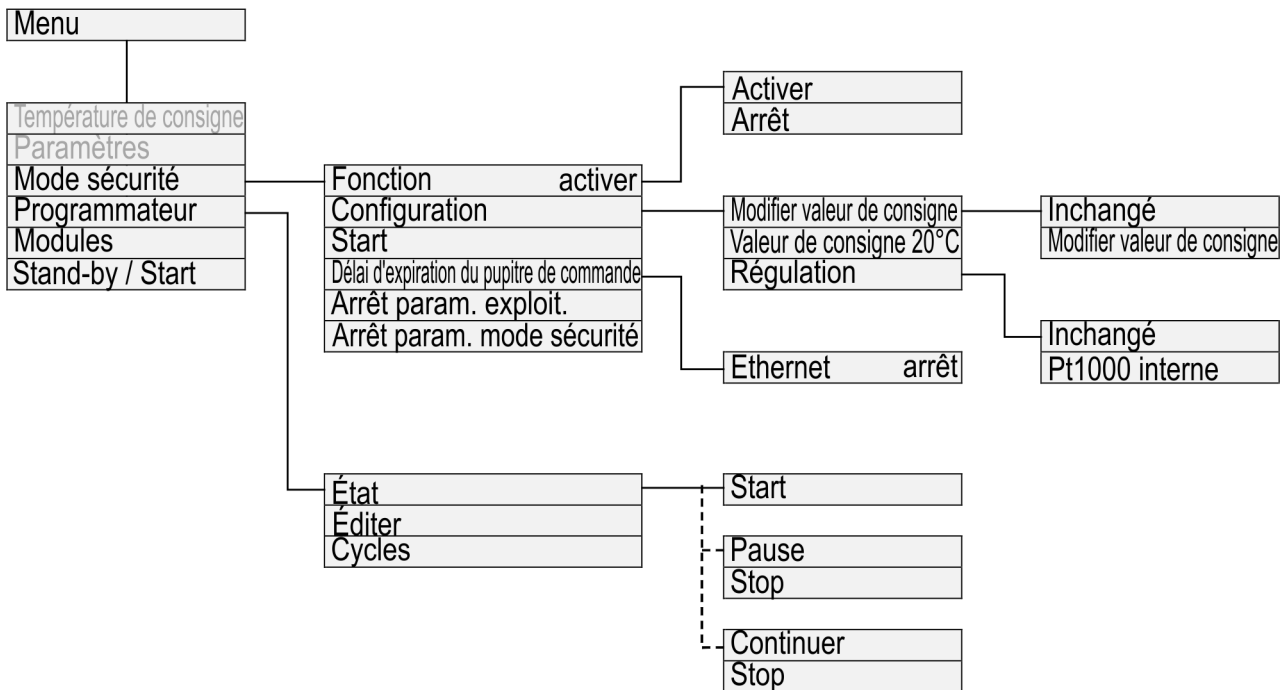 Menu
Température de consigne
Paramètres
Mode sécurité
Programmateur
Modules
Stand-by / Start
Fonction activer
Configuration
Start
Délai d'expiration du pupitre de commande
Arrêt param. exploit.
Arrêt param. mode sécurité
Activer
Arrêt
Modifier valeur de consigne
Valeur de consigne 20°C
Régulation
Inchangé
Modifier valeur de consigne
Inchangé
Pt1000 interne
Ethernet arrêt
État
Éditer
Cycles
Start
Pause
Stop
Continuer
Stop